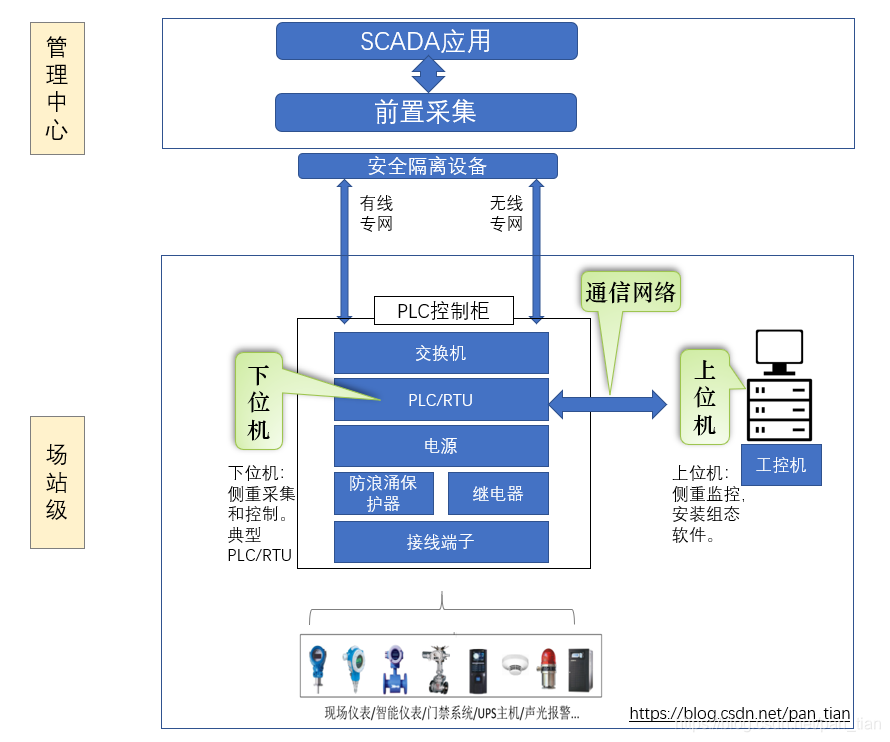 管
理
中
心
SCADA应用
前置采集
安全隔离设备
有线
专网
无线
专网
通信网络
PLC控制柜
交换机
下
位
机
PLC/RTU
上
位
机
电源
工控机
场
站
级
下位机：
侧重采集
和控制。
典型
PLC/RTU
防浪涌保
护器
继电器
上位机：
侧重监控，
安装组态
软件。
接线端子
现场仪表/智能仪表/门禁系统/UPS主机/声光报警...
https://blog.csdn.net/pan_tian
https://blog.csdn.net/pan_tian